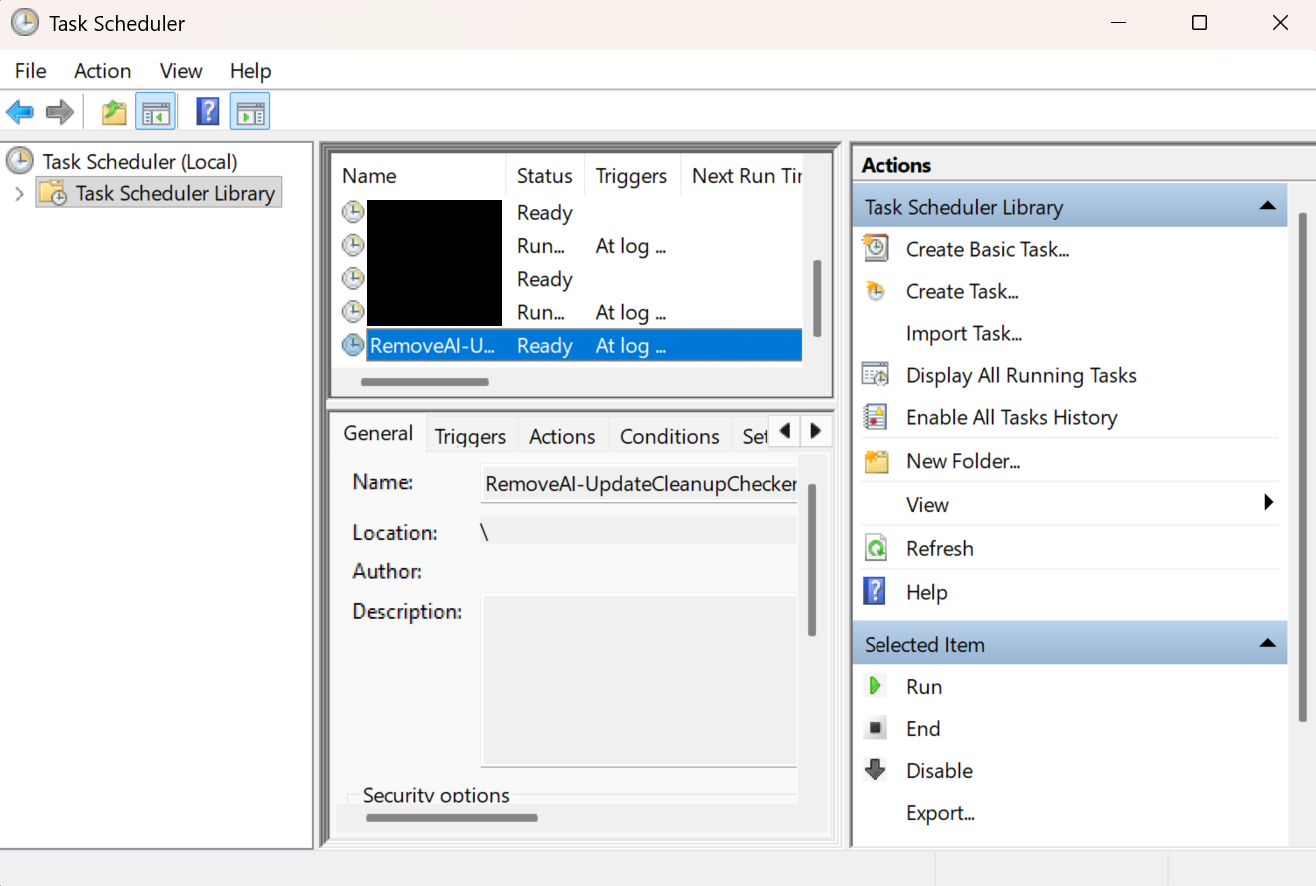 Task Scheduler
File Action View Help
Task Scheduler (Local)
Task Scheduler Library
Name Status Triggers Next Run Tir
Ready
Run... At log ...
Ready
Run... At log ...
RemoveAI-U... Ready At log ...
General Triggers Actions Conditions Set
Name: RemoveAI-UpdateCleanupChecker
Location: \
Author:
Description:
Security options
Actions
Task Scheduler Library
Create Basic Task...
Create Task...
Import Task...
Display All Running Tasks
Enable All Tasks History
New Folder...
View
Refresh
Help
Selected Item
Run
End
Disable
Export...